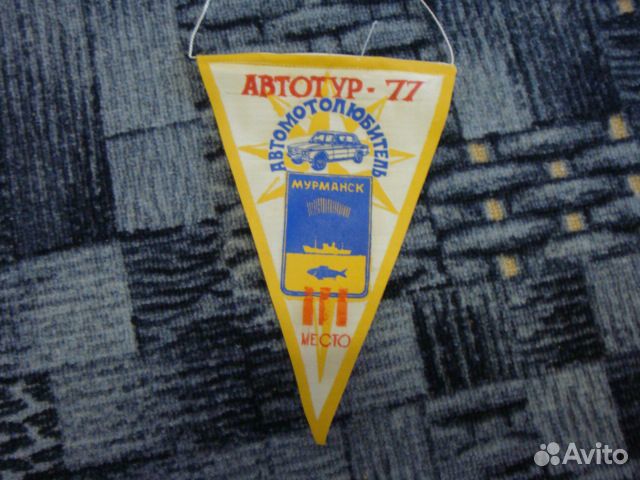 АВТОТУР - 77
АВТОМОТОЛЮБИТЕЛЬ
МУРМАНСК
III
МЕСТО
Avito